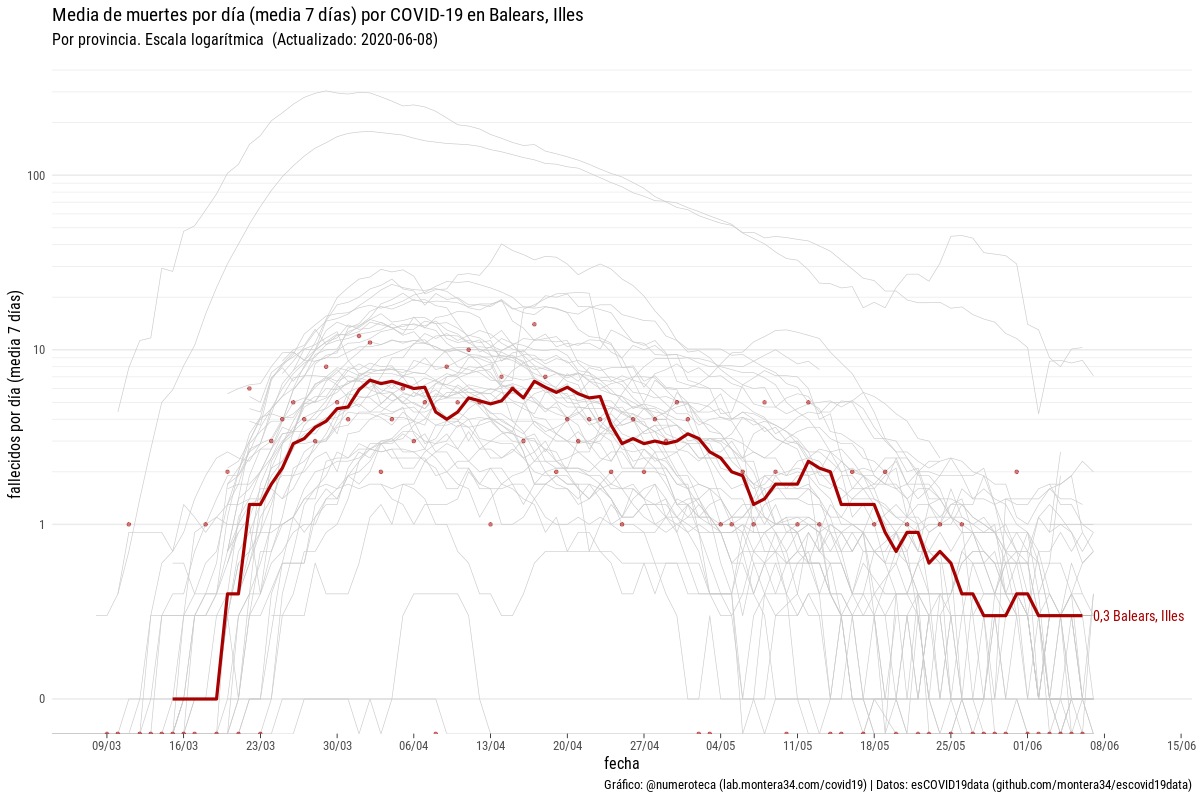 Media de muertes por día (media 7 días) por COVID-19 en Balears, Illes
Por provincia. Escala logarítmica (Actualizado: 2020-06-08)
fallecidos por día (media 7 días)
100
10
1
0
0,3 Balears, Illes
09/03 16/03 23/03 30/03 06/04 13/04 20/04 27/04 04/05 11/05 18/05 25/05 01/06 08/06 15/06
fecha
Gráfico: @numeroteca (lab.montera34.com/covid19) | Datos: esCOVID19data (github.com/montera34/escovid19data)